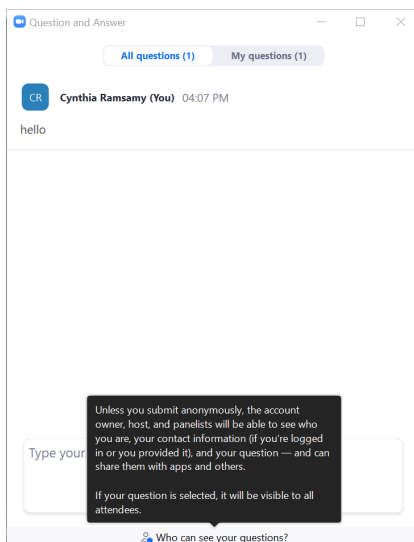 Question and Answer
All questions (1) My questions (1)
CR Cynthia Ramsamy (You) 04:07 PM
hello
Unless you submit anonymously, the account
owner, host, and panelists will be able to see who
you are, your contact information (if you're logged
in or you provided it), and your question — and can
share them with apps and others.
If your question is selected, it will be visible to all
attendees.
Type your
Who can see your questions?